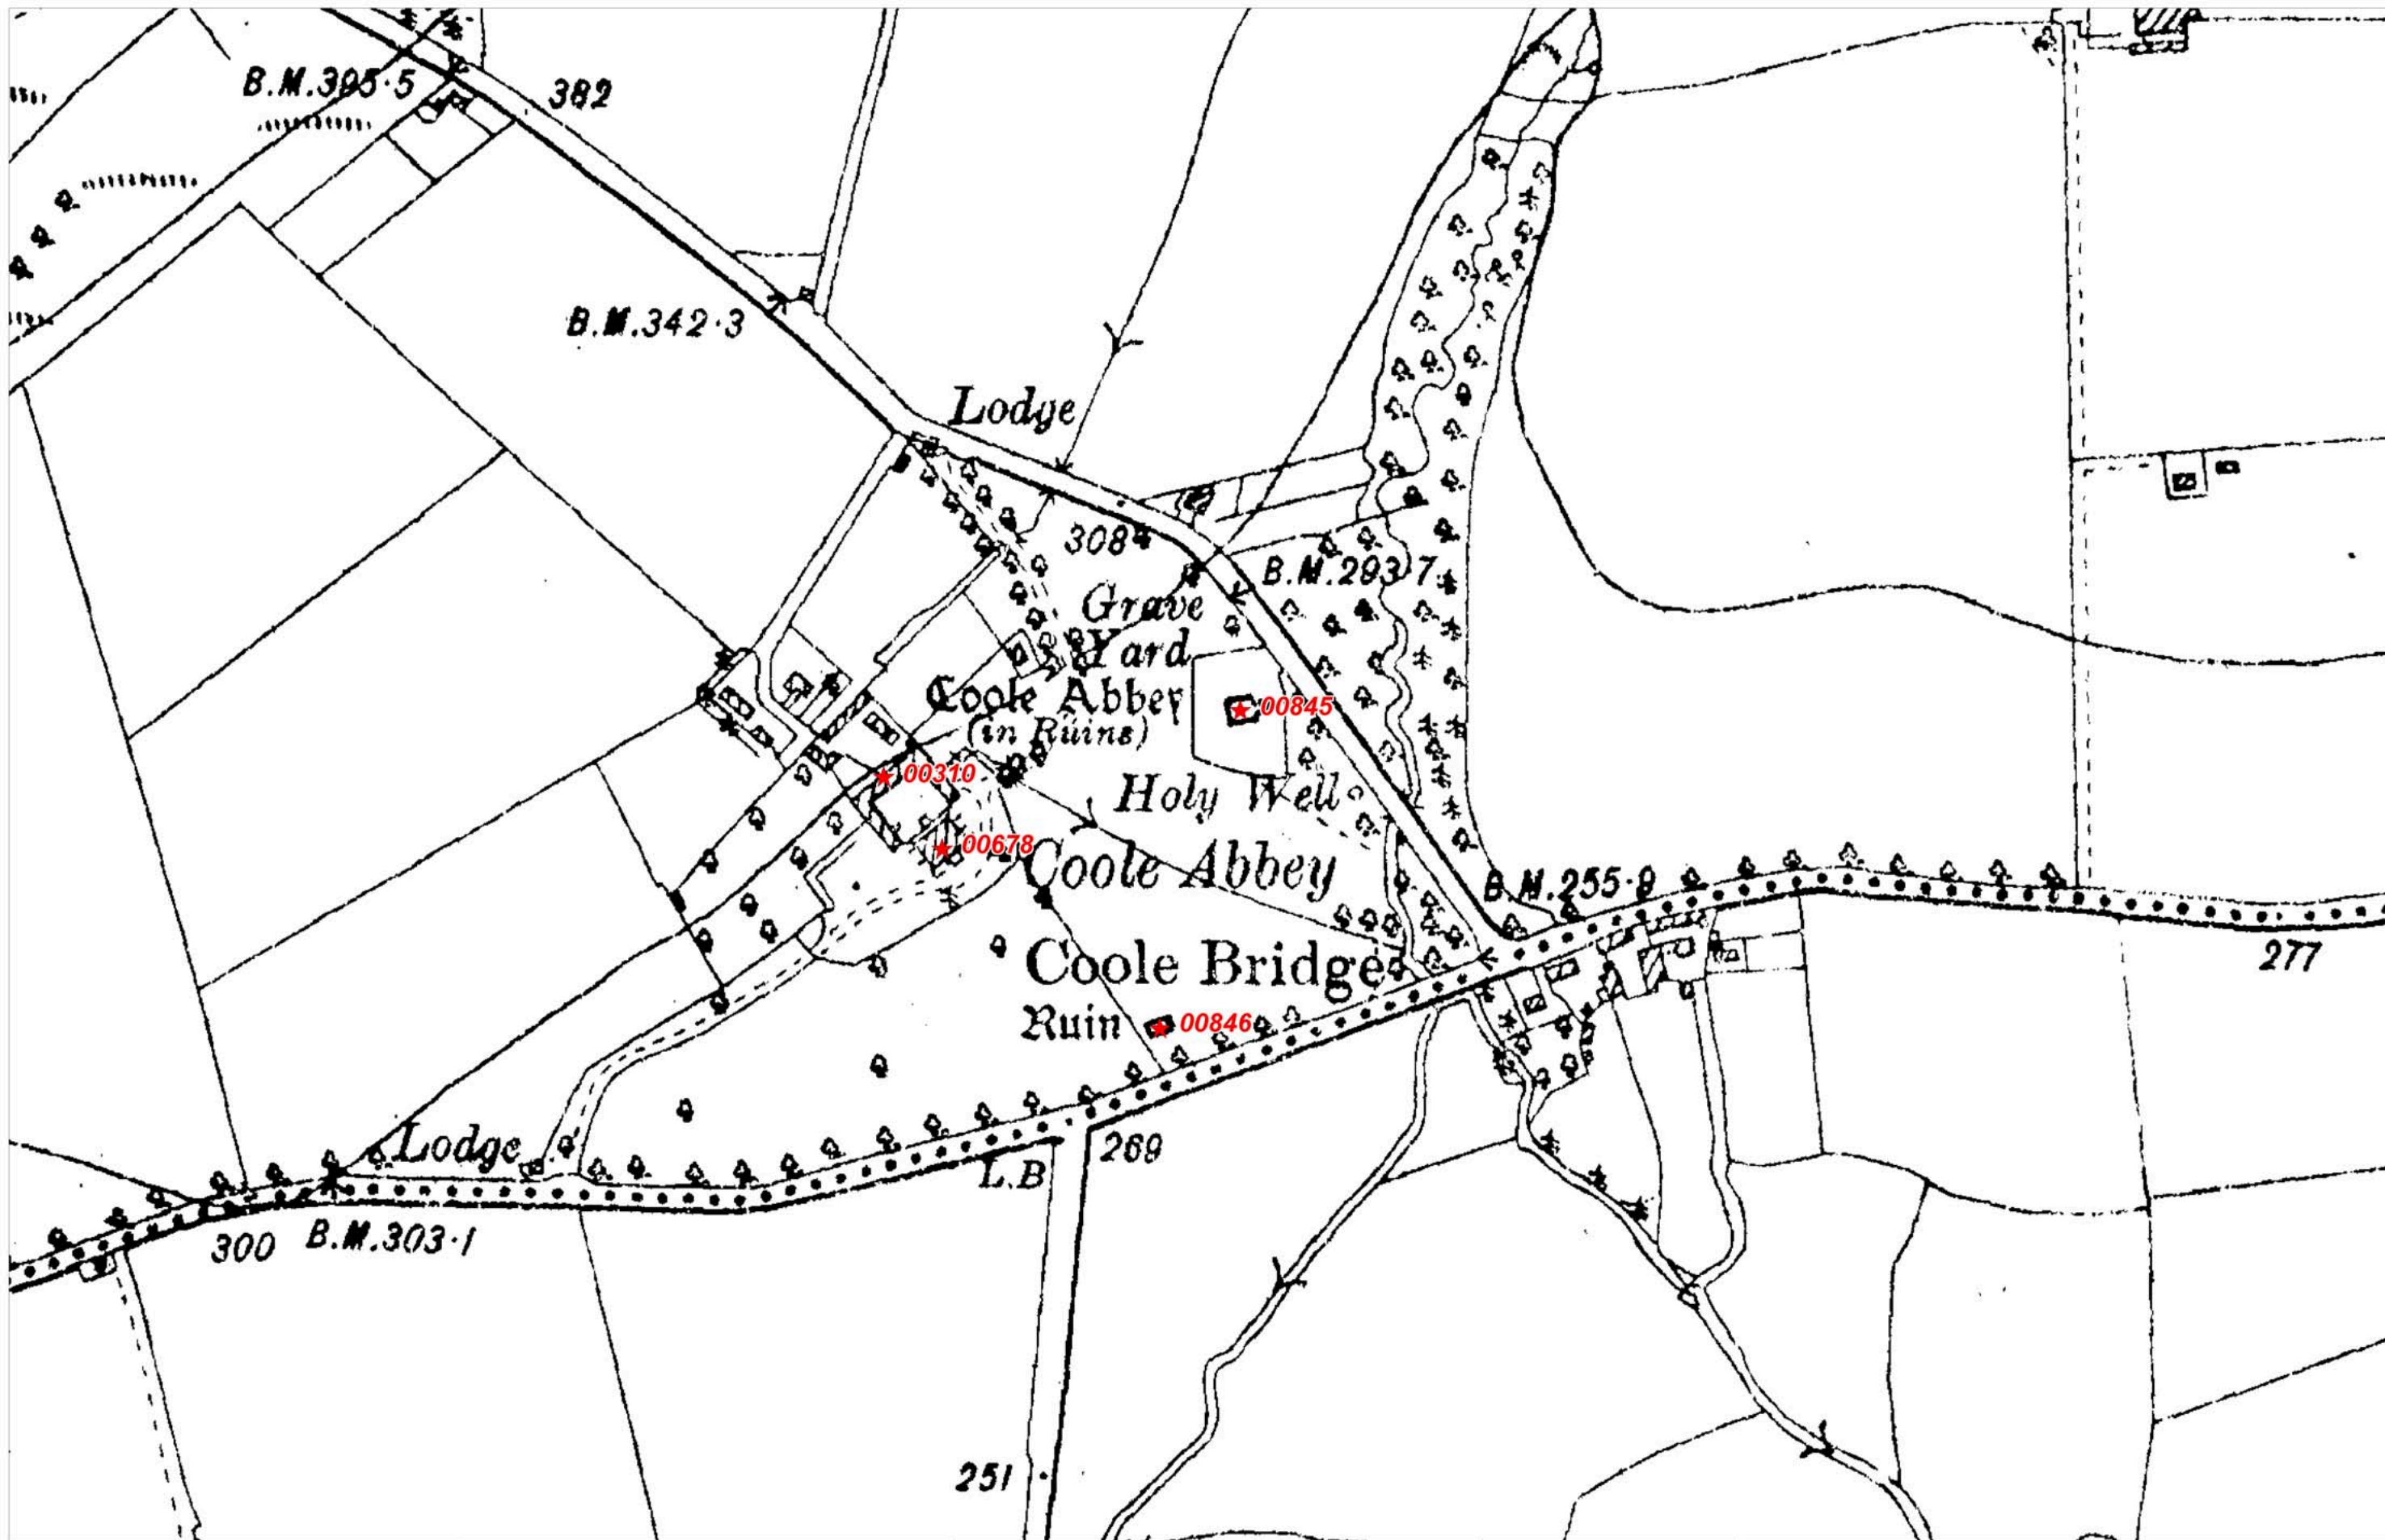 B.M.395·5
382
B.M.342·3
Lodge
308
B.M.293·7
Grave
Yard
Coole Abbey
(in Ruins)
00845
00310
Holy Well
00678
Coole Abbey
B.M.255·9
277
Coole Bridge
Ruin
00846
Lodge
269
L.B
300
B.M.303·1
251